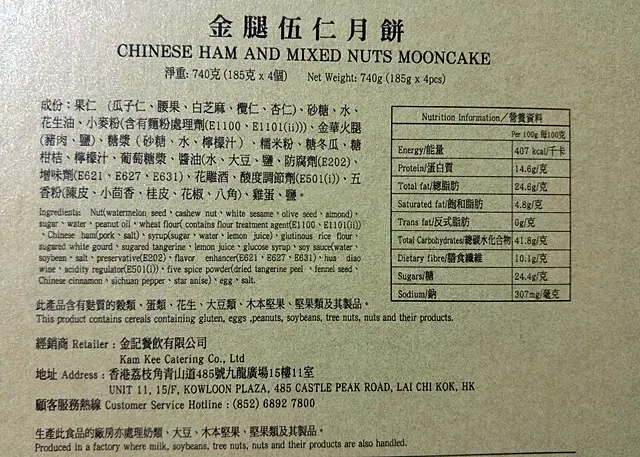 金腿伍仁月餅
CHINESE HAM AND MIXED NUTS MOONCAKE
淨重: 740克 (185克 x 4個) Net Weight: 740g (185g x 4pcs)
成份：果仁 (瓜子仁、腰果、白芝麻、欖仁、杏仁)、砂糖、水、
花生油、小麥粉(含有麵粉處理劑(E1100、E1101(ii)))、金華火腿
(豬肉、鹽)、糖漿 (砂糖、水、檸檬汁)、糯米粉、糖冬瓜、糖
柑桔、檸檬汁、葡萄糖漿、醬油(水、大豆、鹽、防腐劑(E202)、
增味劑(E621、E627、E631)、花雕酒、酸度調節劑(E501(i))、五
香粉(陳皮、小茴香、桂皮、花椒、八角)、雞蛋、鹽。
Ingredients: Nut(watermelon seed、cashew nut、white sesame、olive seed、almond)、
sugar、water、peanut oil、wheat flour( contains flour treatment agent(E1100、E1101(ii))
、Chinese ham(pork、salt)、syrup(sugar、water、lemon juice)、glutinous rice flour、
sugared white gourd、sugared tangerine、lemon juice、glucose syrup、soy sauce(water、
soybean、salt、preservative(E202)、flavor enhancer(E621、E627、E631)、hua diao
wine、acidity regulator(E501(i))、five spice powder(dried tangerine peel、fennel seed、
Chinese cinnamon、sichuan pepper、star anise)、egg、salt.
Nutrition Information／營養資料
Per 100g 每100克
Energy/能量 407 kcal/千卡
Protein/蛋白質 14.6g/克
Total fat/總脂肪 24.6g/克
Saturated fat/飽和脂肪 4.8g/克
Trans fat/反式脂肪 0g/克
Total Carbohydrates/總碳水化合物 41.8g/克
Dietary fibre/膳食纖維 10.1g/克
Sugars/糖 24.4g/克
Sodium/鈉 307mg/毫克
此產品含有麩質的穀類、蛋類、花生、大豆類、木本堅果、堅果類及其製品。
This product contains cereals containing gluten, eggs ,peanuts, soybeans, tree nuts, nuts and their products.
經銷商 Retailer : 金記餐飲有限公司
Kam Kee Catering Co., Ltd
地址 Address : 香港荔枝角青山道485號九龍廣場15樓11室
UNIT 11, 15/F, KOWLOON PLAZA, 485 CASTLE PEAK ROAD, LAI CHI KOK, HK
顧客服務熱線 Customer Service Hotline : (852) 6892 7800
生產此食品的廠房亦處理奶類、大豆、木本堅果、堅果類及其製品。
Produced in a factory where milk, soybeans, tree nuts, nuts and their products are also handled.